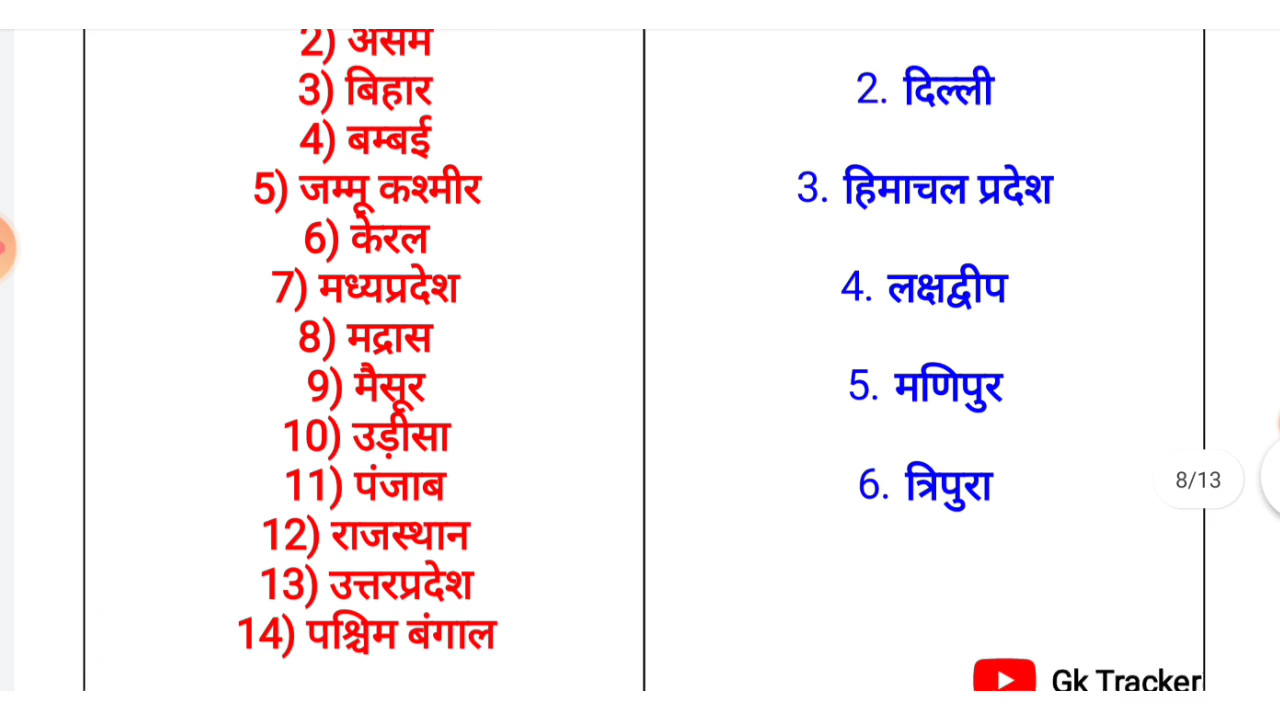 2) असम
3) बिहार
4) बम्बई
5) जम्मू कश्मीर
6) केरल
7) मध्यप्रदेश
8) मद्रास
9) मैसूर
10) उड़ीसा
11) पंजाब
12) राजस्थान
13) उत्तरप्रदेश
14) पश्चिम बंगाल
2. दिल्ली
3. हिमाचल प्रदेश
4. लक्षद्वीप
5. मणिपुर
6. त्रिपुरा
8/13
Gk Tracker